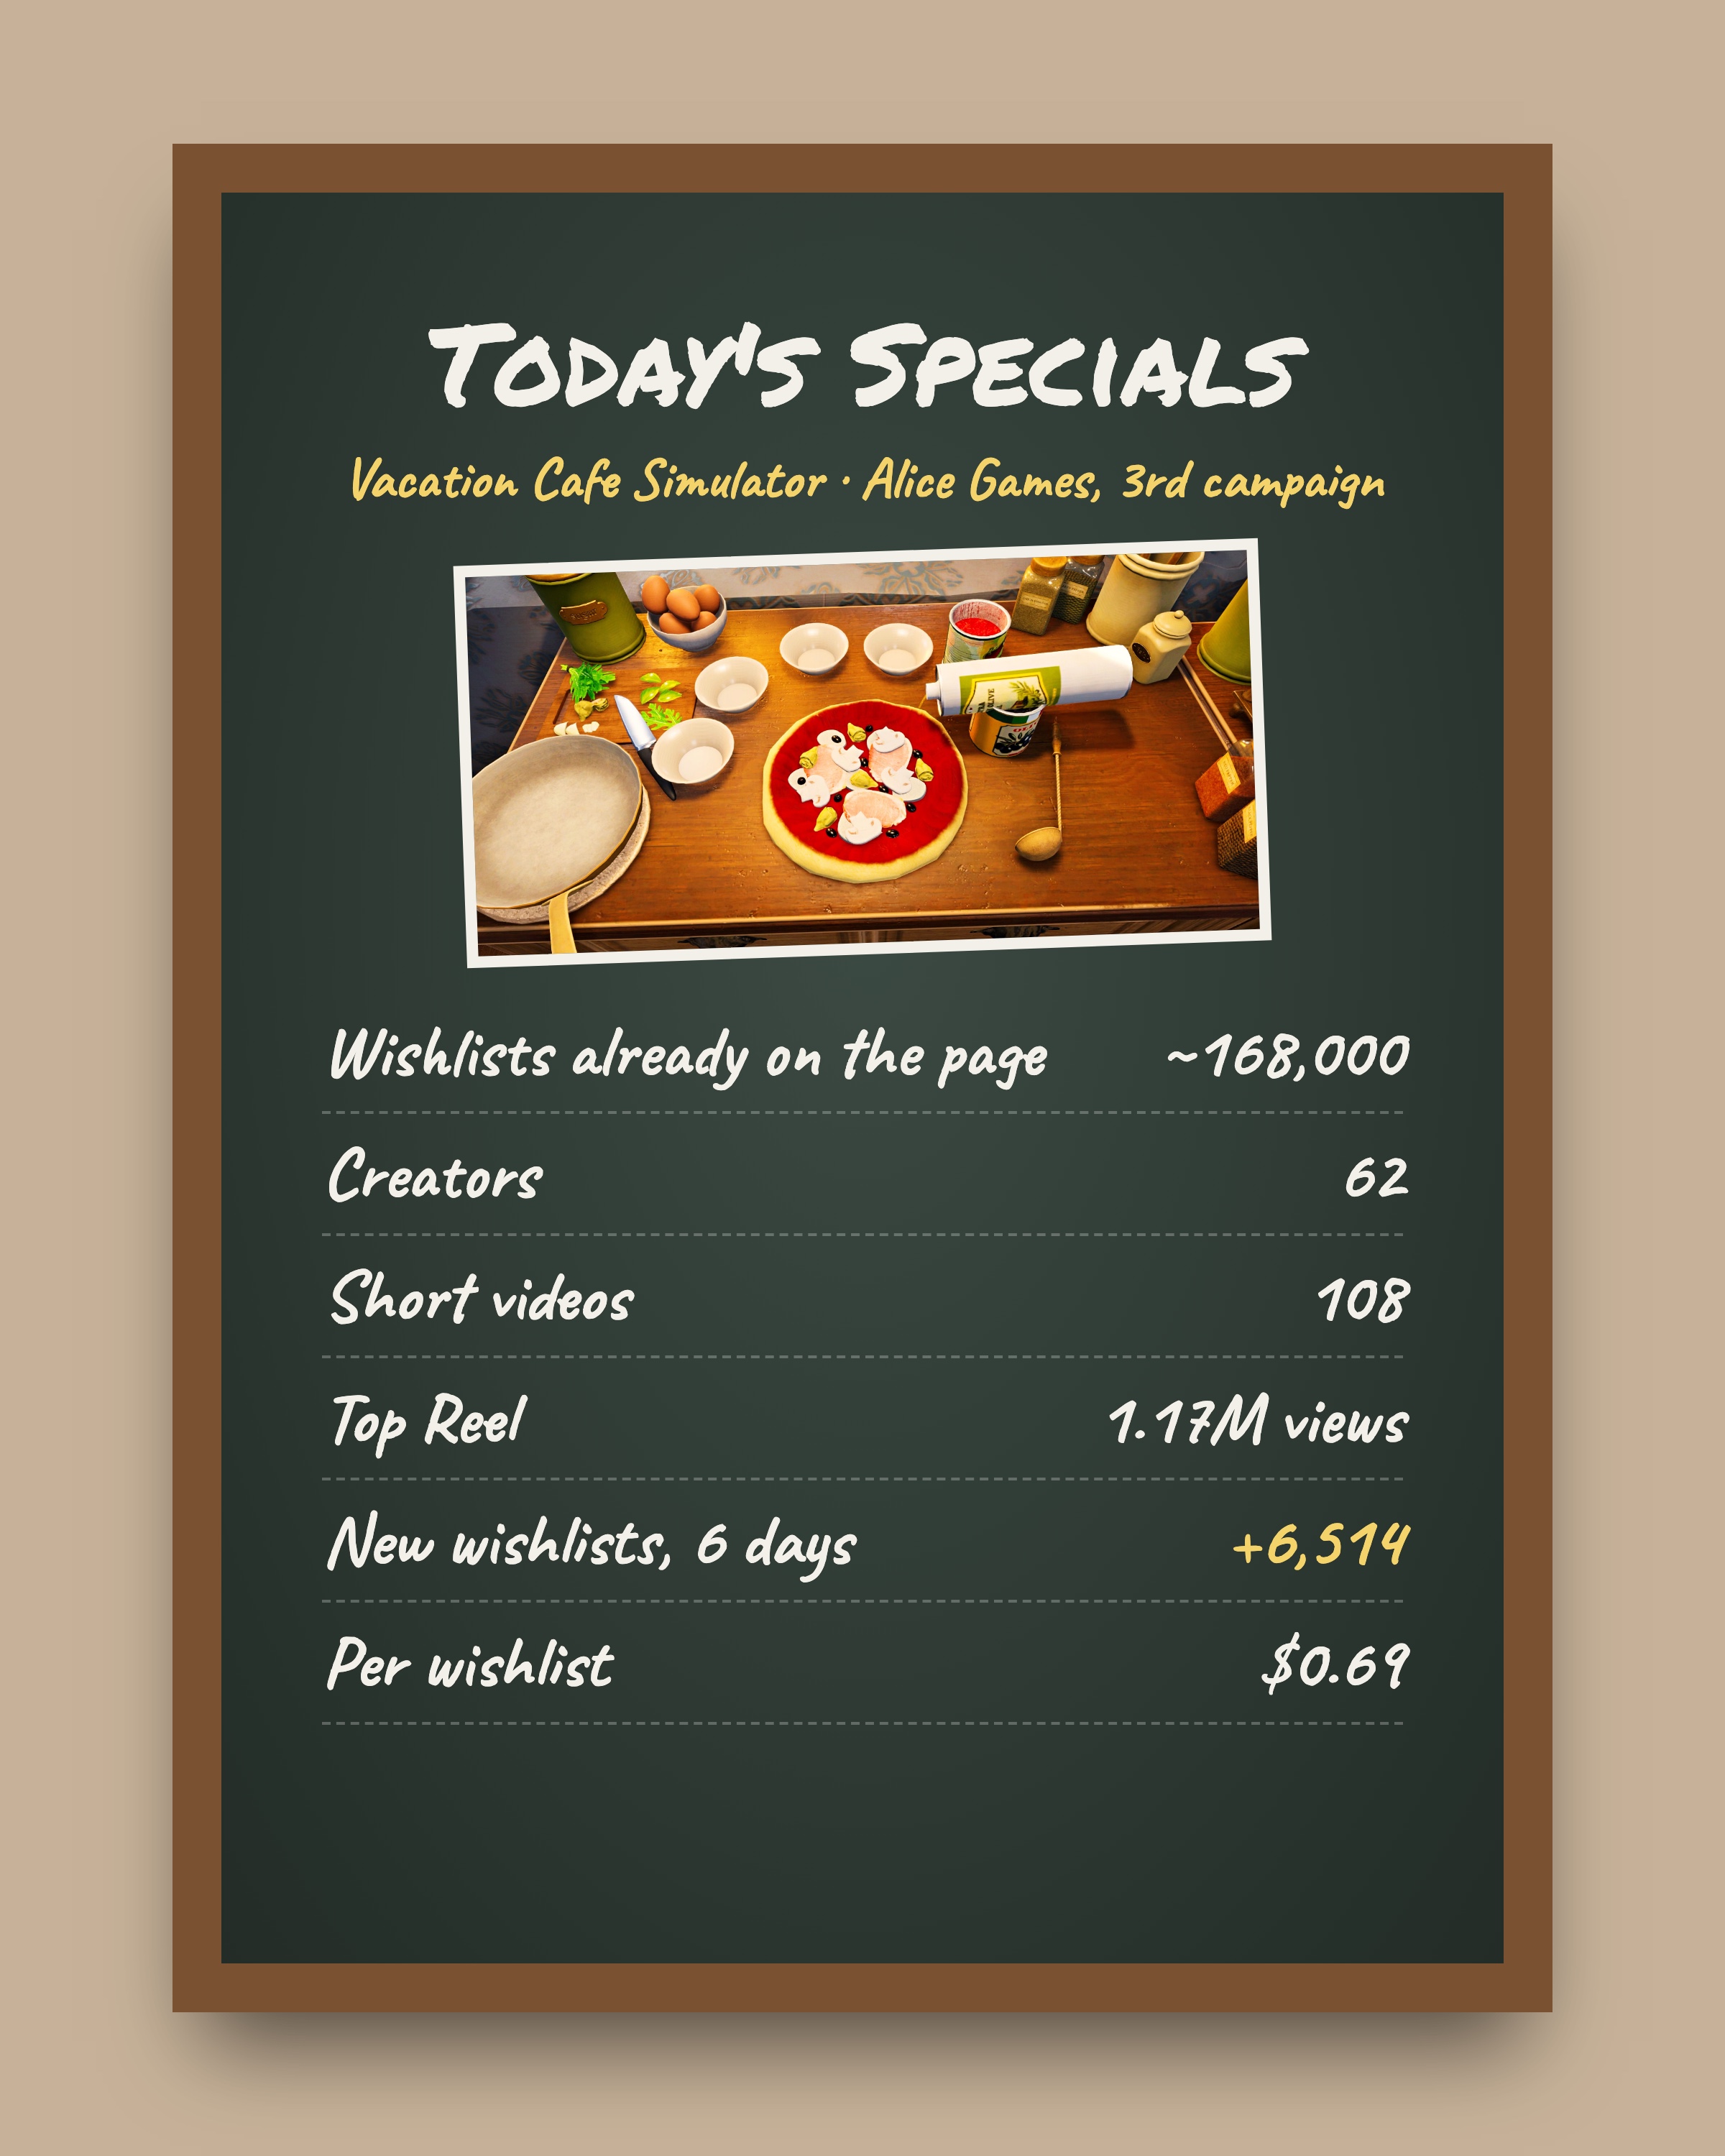 Today's Specials
Vacation Cafe Simulator · Alice Games, 3rd campaign
Wishlists already on the page ~168,000
Creators 62
Short videos 108
Top Reel 1.17M views
New wishlists, 6 days +6,514
Per wishlist $0.69